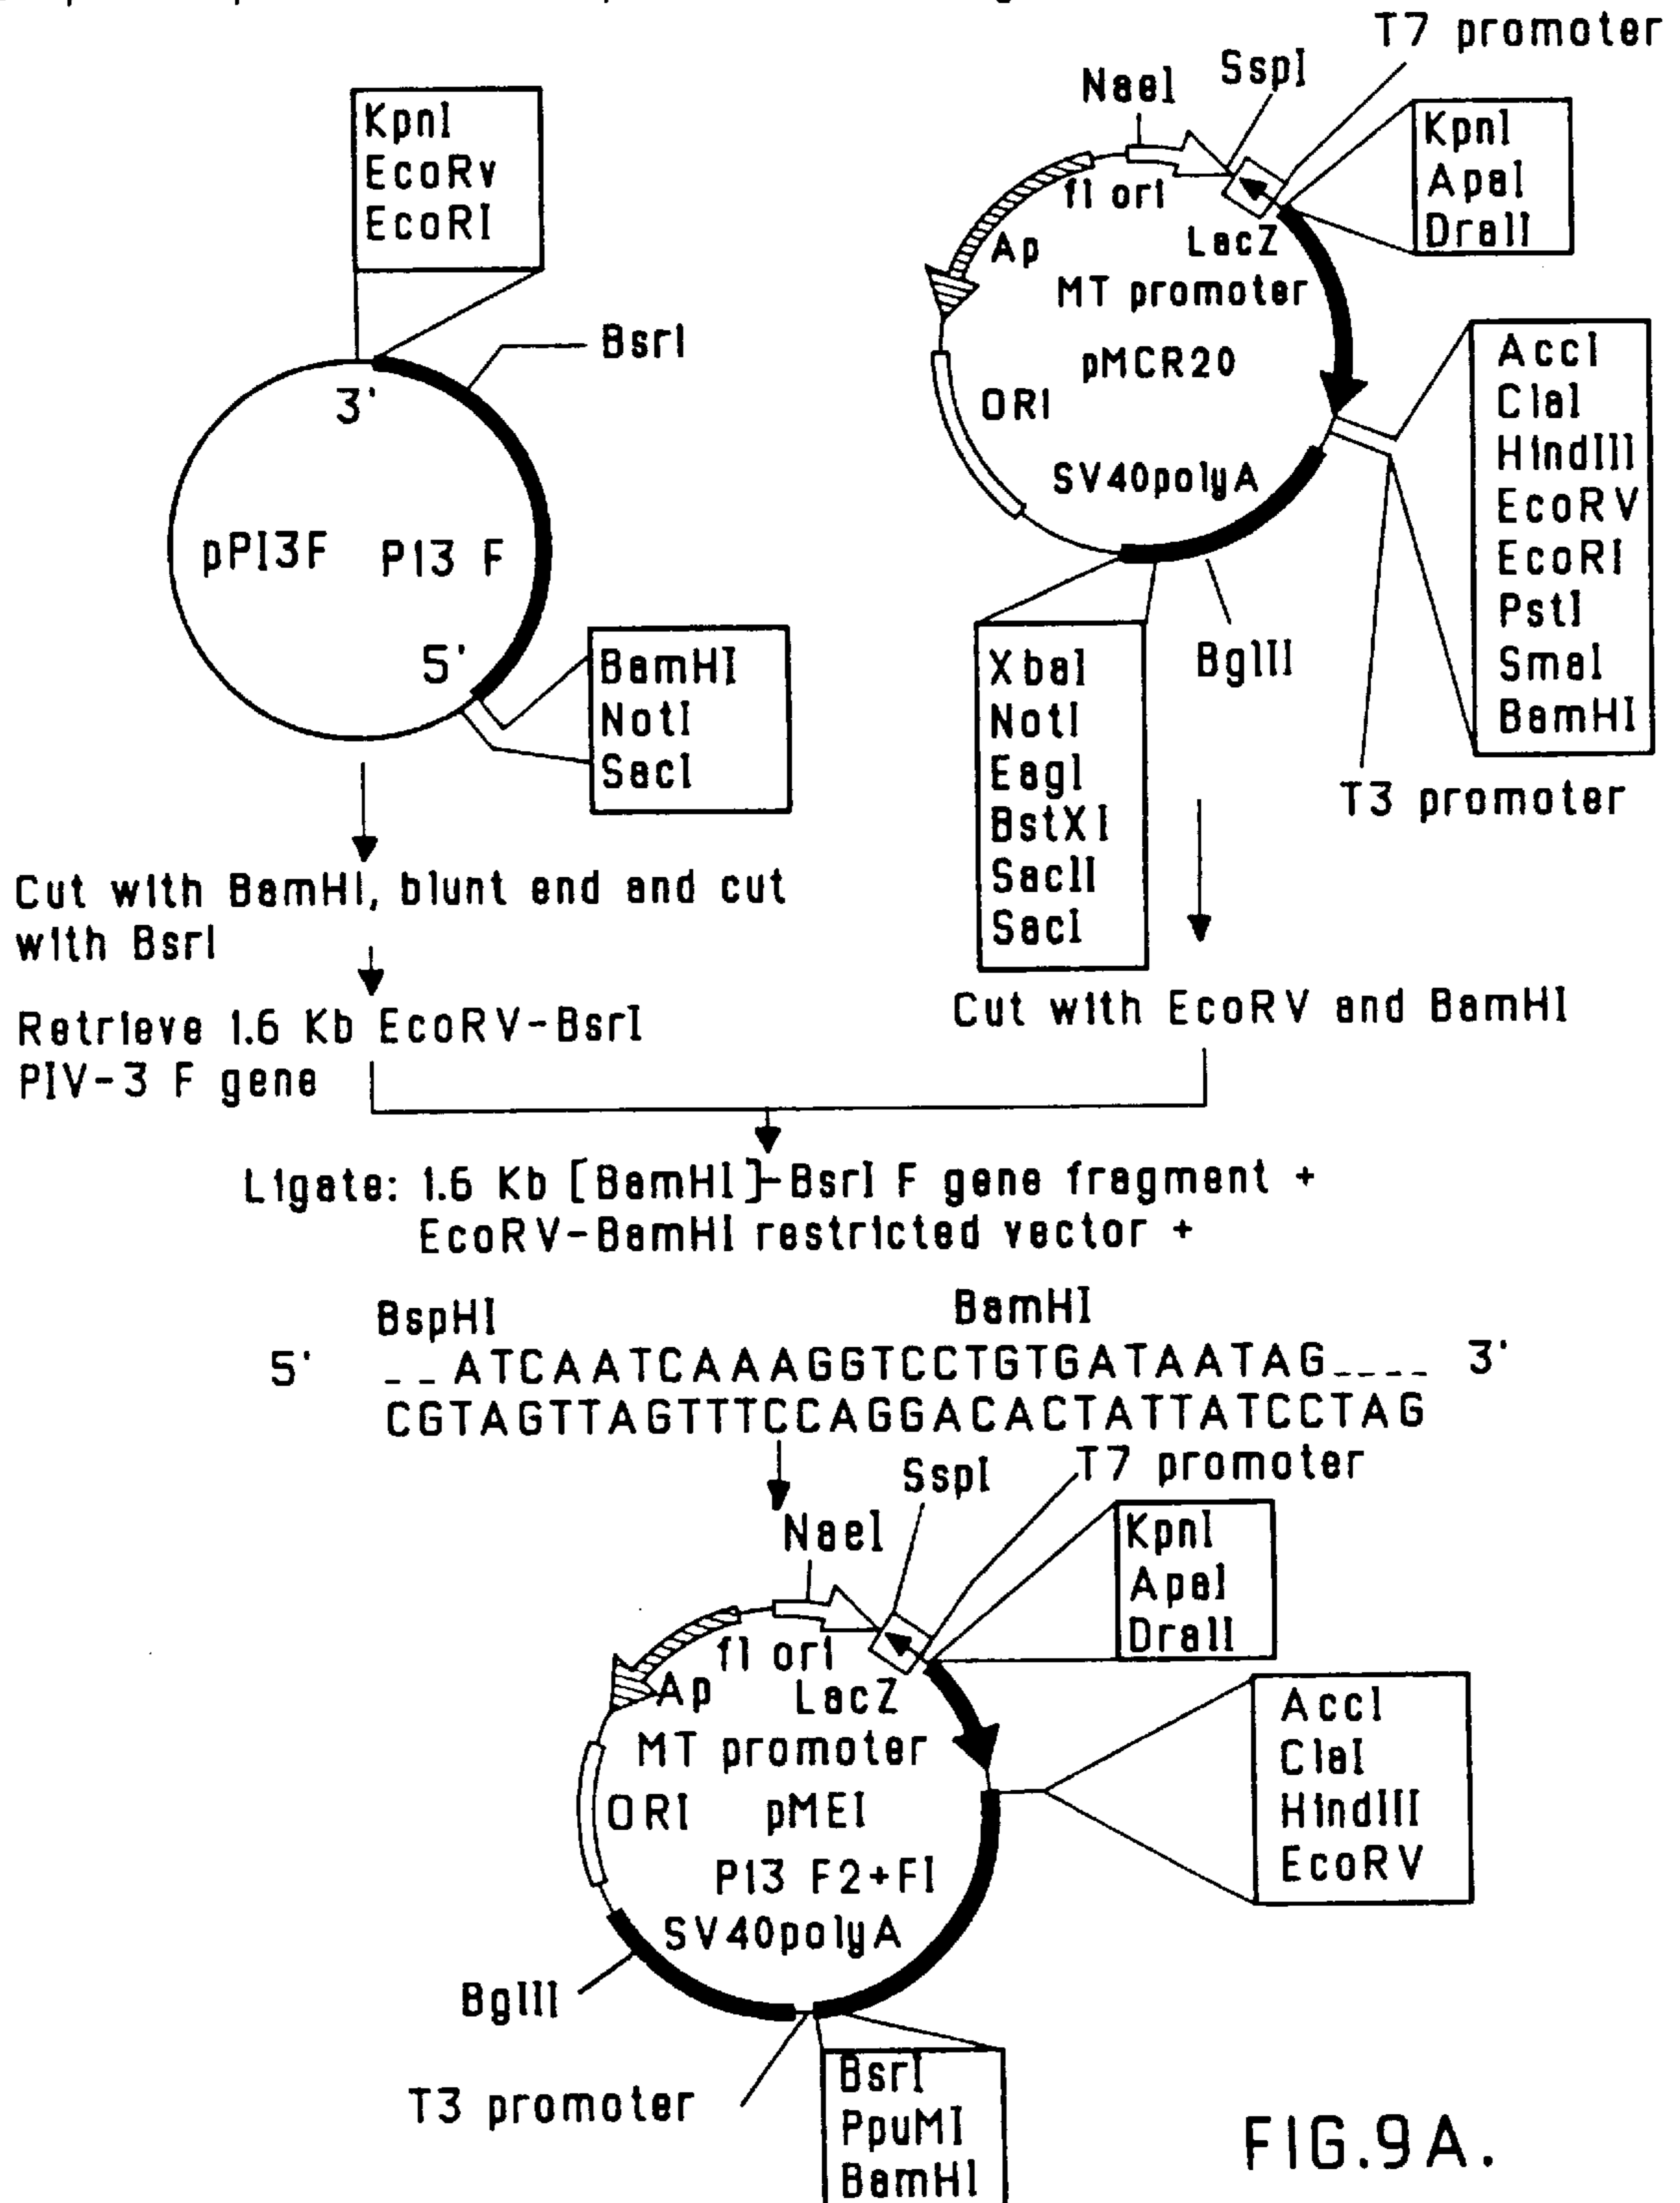 T7 promoter
NaeI
SspI
KpnI
EcoRv
EcoRI
KpnI
ApaI
DraII
f1 ori
Ap
LacZ
MT promoter
pMCR20
ORI
SV40polyA
BsrI
3'
pPI3F
PI3 F
5'
BamHI
NotI
SacI
AccI
ClaI
HindIII
EcoRV
EcoRI
PstI
SmaI
BamHI
BglII
T3 promoter
XbaI
NotI
EagI
BstXI
SacII
SacI
Cut with BamHI, blunt end and cut
with BsrI
Retrieve 1.6 Kb EcoRV-BsrI
PIV-3 F gene
Cut with EcoRV and BamHI
Ligate: 1.6 Kb [BamHI]-BsrI F gene fragment +
EcoRV-BamHI restricted vector +
BspHI
BamHI
5' __ATCAATCAAAGGTCCTGTGATAATAG____ 3'
CGTAGTTAGTTTCCAGGACACTATTATCCTAG
SspI
T7 promoter
NaeI
KpnI
ApaI
DraII
f1 ori
Ap
LacZ
MT promoter
ORI
pMEI
PI3 F2+FI
SV40polyA
AccI
ClaI
HindIII
EcoRV
BglII
T3 promoter
BsrI
PpuMI
BamHI
FIG.9A.